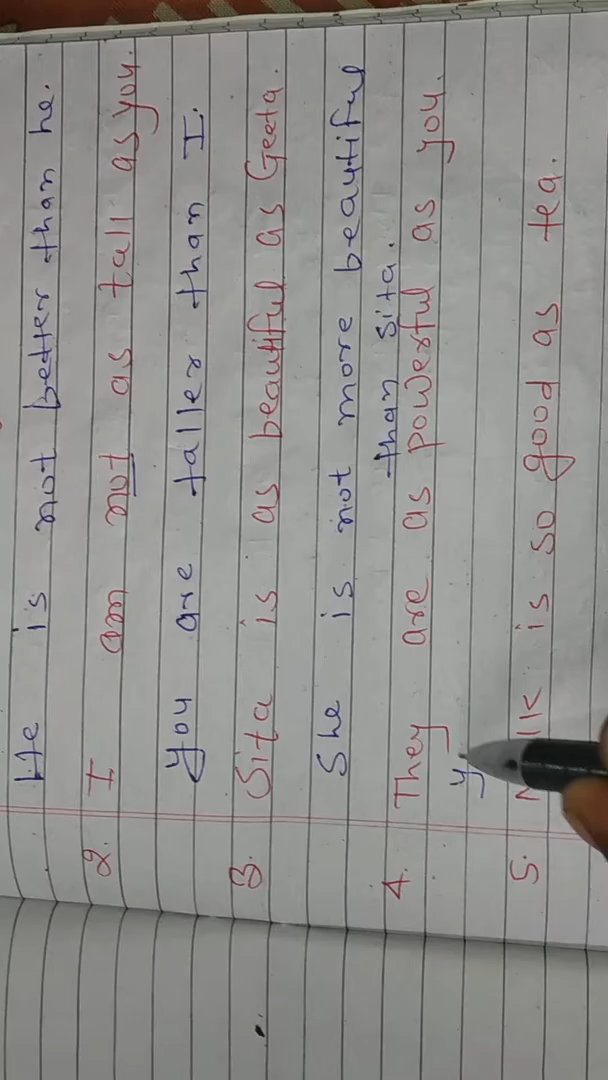 He is not better than he.
2. I am not as tall as you.
You are taller than I.
3. Sita is as beautiful as Geeta.
She is not more beautiful
than Sita.
4. They are as powerful as you.
y
5. is so good as tea.